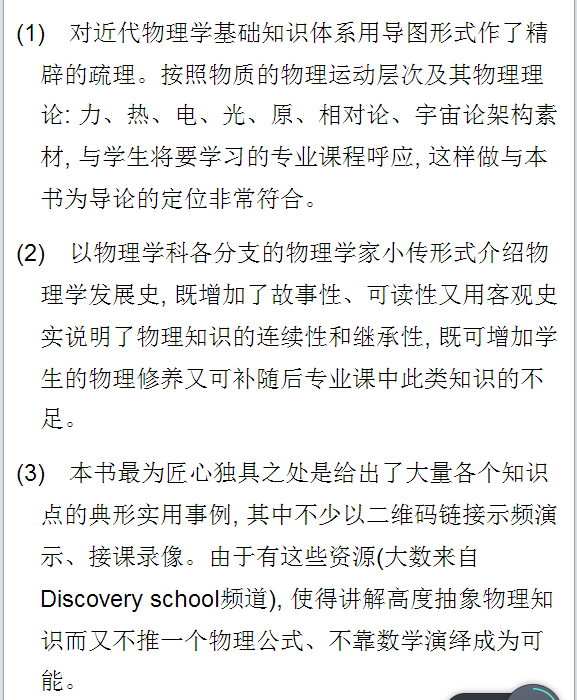 (1) 对近代物理学基础知识体系用导图形式作了精
辟的疏理。按照物质的物理运动层次及其物理理
论: 力、热、电、光、原、相对论、宇宙论架构素
材, 与学生将要学习的专业课程呼应, 这样做与本
书为导论的定位非常符合。
(2) 以物理学科各分支的物理学家小传形式介绍物
理学发展史, 既增加了故事性、可读性又用客观史
实说明了物理知识的连续性和继承性, 既可增加学
生的物理修养又可补随后专业课中此类知识的不
足。
(3) 本书最为匠心独具之处是给出了大量各个知识
点的典形实用事例, 其中不少以二维码链接示频演
示、接课录像。由于有这些资源(大数来自
Discovery school频道), 使得讲解高度抽象物理知
识而又不推一个物理公式、不靠数学演绎成为可
能。